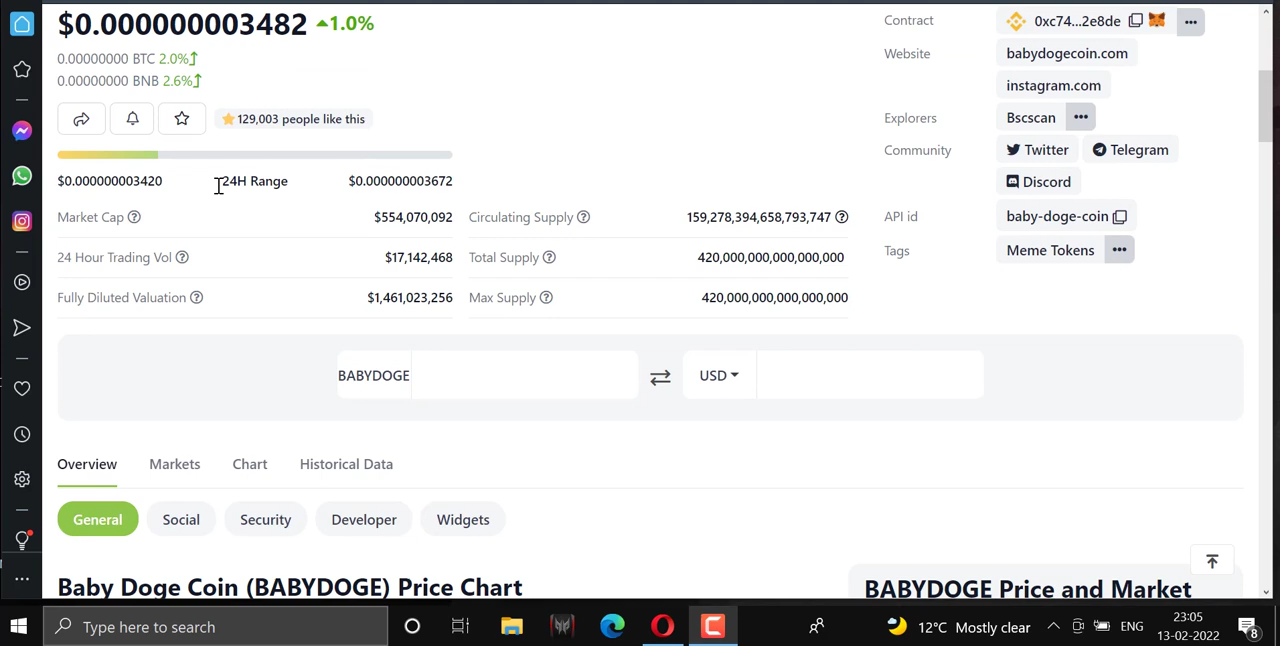 $0.000000003482 1.0%
0.00000000 BTC 2.0%
0.00000000 BNB 2.6%
129,003 people like this
$0.000000003420 24H Range $0.000000003672
Market Cap $554,070,092
24 Hour Trading Vol $17,142,468
Fully Diluted Valuation $1,461,023,256
Circulating Supply 159,278,394,658,793,747
Total Supply 420,000,000,000,000,000
Max Supply 420,000,000,000,000,000
Contract 0xc74...2e8de
Website babydogecoin.com
instagram.com
Explorers Bscscan
Community Twitter Telegram
Discord
API id baby-doge-coin
Tags Meme Tokens
BABYDOGE USD
Overview Markets Chart Historical Data
General Social Security Developer Widgets
Baby Doge Coin (BABYDOGE) Price Chart
BABYDOGE Price and Market
Type here to search
12°C Mostly clear
ENG
23:05
13-02-2022
8